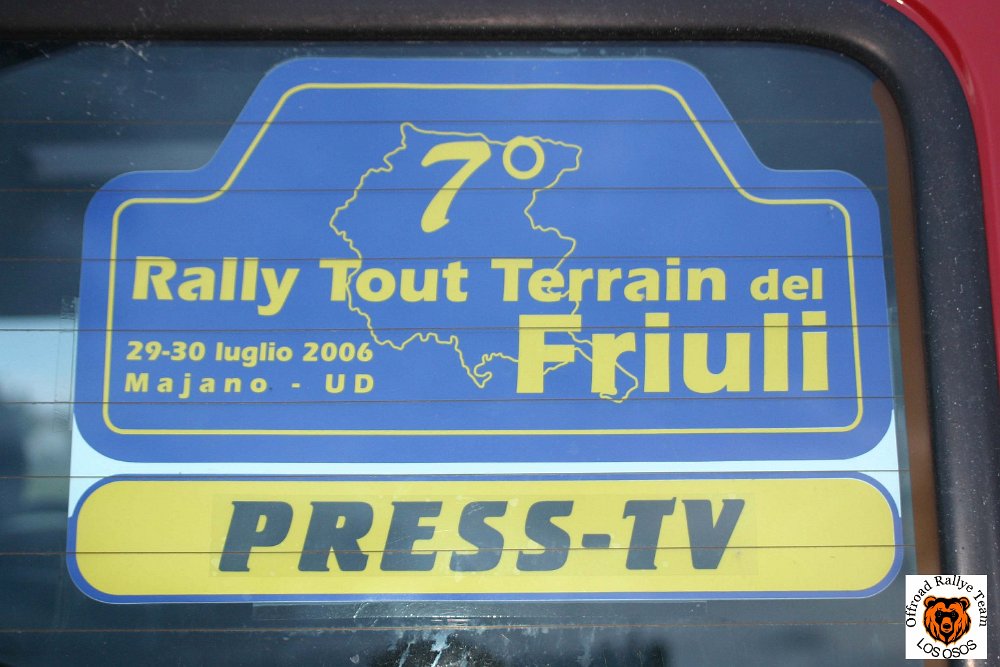 7°
Rally Tout Terrain del
Friuli
29-30 luglio 2006
Majano - UD
PRESS-TV
Offroad Rallye Team
LOS OSOS